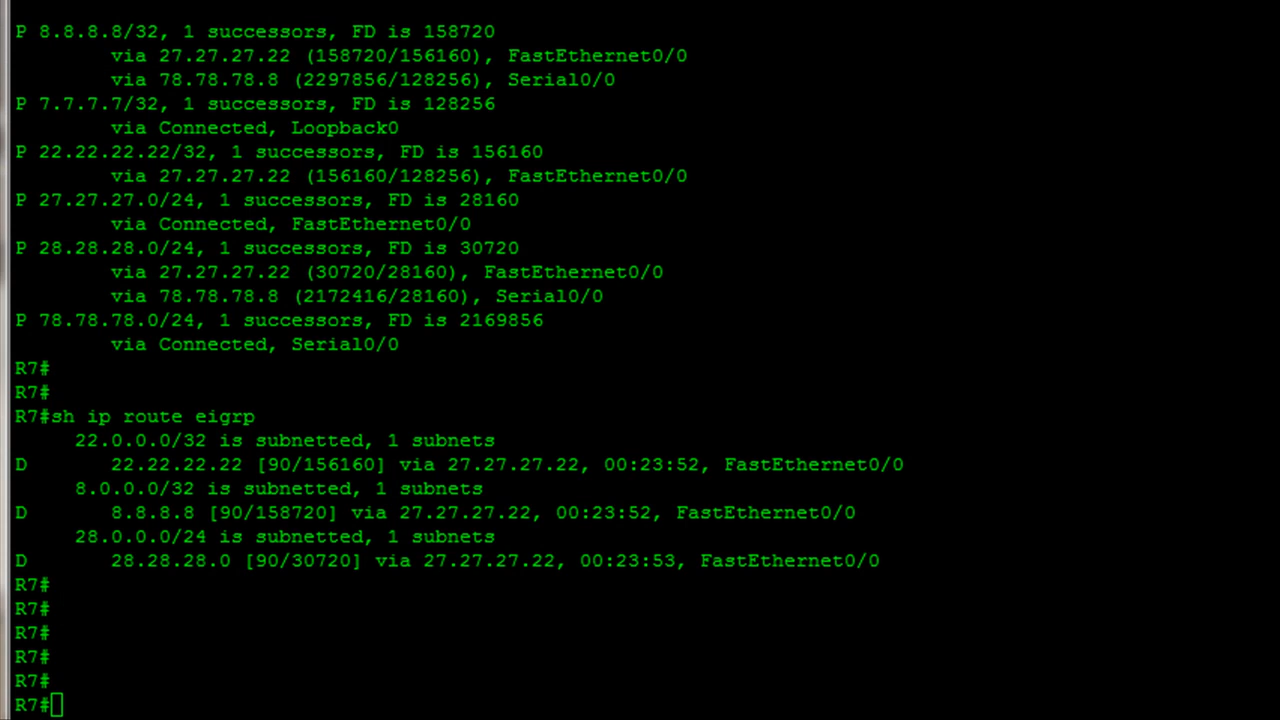 P 8.8.8.8/32, 1 successors, FD is 158720
        via 27.27.27.22 (158720/156160), FastEthernet0/0
        via 78.78.78.8 (2297856/128256), Serial0/0
P 7.7.7.7/32, 1 successors, FD is 128256
        via Connected, Loopback0
P 22.22.22.22/32, 1 successors, FD is 156160
        via 27.27.27.22 (156160/128256), FastEthernet0/0
P 27.27.27.0/24, 1 successors, FD is 28160
        via Connected, FastEthernet0/0
P 28.28.28.0/24, 1 successors, FD is 30720
        via 27.27.27.22 (30720/28160), FastEthernet0/0
        via 78.78.78.8 (2172416/28160), Serial0/0
P 78.78.78.0/24, 1 successors, FD is 2169856
        via Connected, Serial0/0
R7#
R7#
R7#sh ip route eigrp
     22.0.0.0/32 is subnetted, 1 subnets
D       22.22.22.22 [90/156160] via 27.27.27.22, 00:23:52, FastEthernet0/0
     8.0.0.0/32 is subnetted, 1 subnets
D       8.8.8.8 [90/158720] via 27.27.27.22, 00:23:52, FastEthernet0/0
     28.0.0.0/24 is subnetted, 1 subnets
D       28.28.28.0 [90/30720] via 27.27.27.22, 00:23:53, FastEthernet0/0
R7#
R7#
R7#
R7#
R7#
R7#